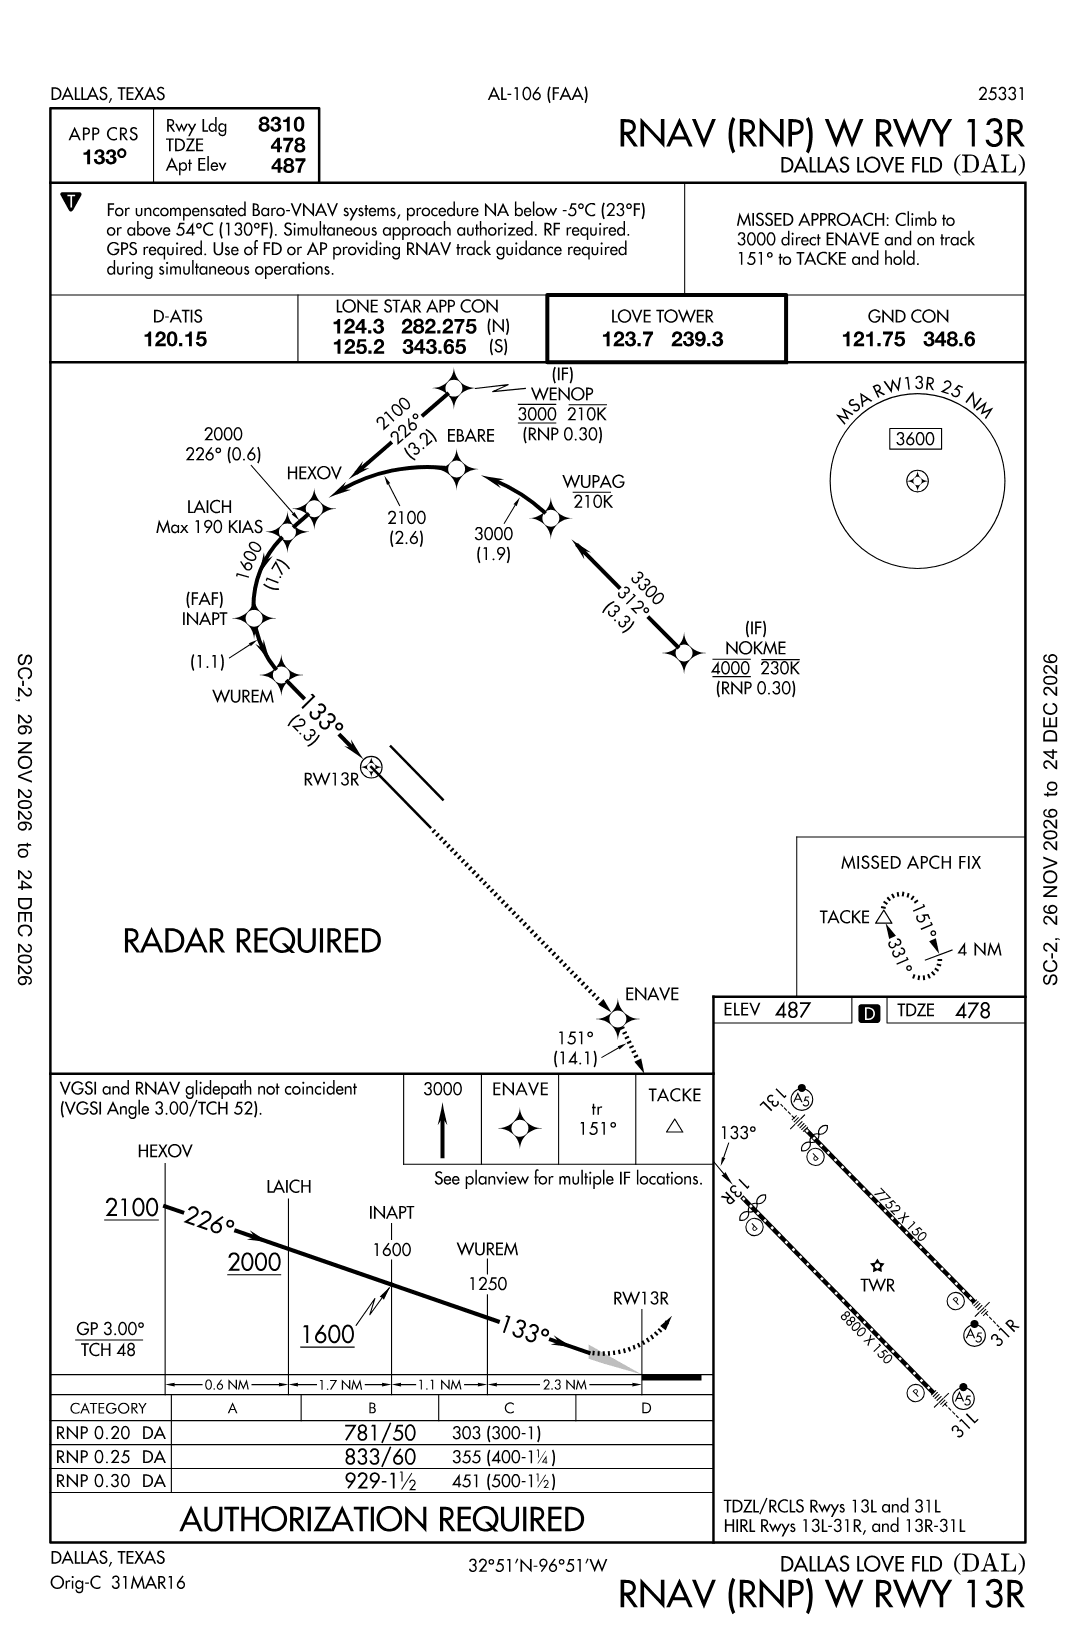 DALLAS, TEXAS
AL-106 (FAA)
25331
APP CRS
133°
Rwy Ldg 8310
TDZE 478
Apt Elev 487
RNAV (RNP) W RWY 13R
DALLAS LOVE FLD (DAL)
T
For uncompensated Baro-VNAV systems, procedure NA below -5°C (23°F)
or above 54°C (130°F). Simultaneous approach authorized. RF required.
GPS required. Use of FD or AP providing RNAV track guidance required
during simultaneous operations.
MISSED APPROACH: Climb to
3000 direct ENAVE and on track
151° to TACKE and hold.
D-ATIS
120.15
LONE STAR APP CON
124.3 282.275 (N)
125.2 343.65 (S)
LOVE TOWER
123.7 239.3
GND CON
121.75 348.6
(IF)
WENOP
3000 210K
(RNP 0.30)
2100
226°
(3.2)
EBARE
2000
226° (0.6)
HEXOV
WUPAG
210K
LAICH
Max 190 KIAS
2100
(2.6)
3000
(1.9)
1600
(1.7)
3300
312°
(3.3)
(FAF)
INAPT
(IF)
NOKME
4000 230K
(RNP 0.30)
(1.1)
WUREM
133°
(2.3)
RW13R
MSA RW13R 25 NM
3600
RADAR REQUIRED
MISSED APCH FIX
TACKE
151°
331°
4 NM
ENAVE
151°
(14.1)
SC-2, 26 NOV 2026 to 24 DEC 2026
SC-2, 26 NOV 2026 to 24 DEC 2026
ELEV 487
D
TDZE 478
VGSI and RNAV glidepath not coincident
(VGSI Angle 3.00/TCH 52).
3000
ENAVE
tr
151°
TACKE
See planview for multiple IF locations.
HEXOV
LAICH
INAPT
1600
WUREM
1250
RW13R
2100
226°
2000
1600
133°
GP 3.00°
TCH 48
0.6 NM
1.7 NM
1.1 NM
2.3 NM
CATEGORY A B C D
RNP 0.20 DA 781/50 303 (300-1)
RNP 0.25 DA 833/60 355 (400-1¼)
RNP 0.30 DA 929-1½ 451 (500-1½)
AUTHORIZATION REQUIRED
13L
A5
P
133°
13R
P
7752 X 150
TWR
8800 X 150
P
A5
31R
P
A5
31L
TDZL/RCLS Rwys 13L and 31L
HIRL Rwys 13L-31R, and 13R-31L
DALLAS, TEXAS
Orig-C 31MAR16
32°51'N-96°51'W
DALLAS LOVE FLD (DAL)
RNAV (RNP) W RWY 13R